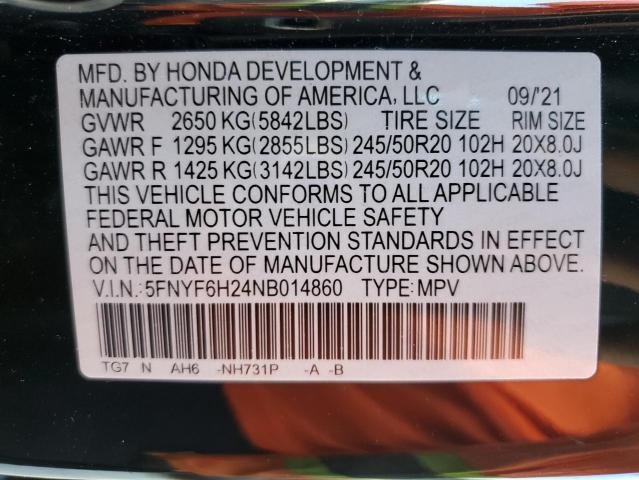 MFD. BY HONDA DEVELOPMENT &
MANUFACTURING OF AMERICA, LLC 09/'21
GVWR 2650 KG(5842LBS) TIRE SIZE RIM SIZE
GAWR F 1295 KG(2855LBS) 245/50R20 102H 20X8.0J
GAWR R 1425 KG(3142LBS) 245/50R20 102H 20X8.0J
THIS VEHICLE CONFORMS TO ALL APPLICABLE
FEDERAL MOTOR VEHICLE SAFETY
AND THEFT PREVENTION STANDARDS IN EFFECT
ON THE DATE OF MANUFACTURE SHOWN ABOVE.
V.I.N.:5FNYF6H24NB014860 TYPE:MPV
TG7 N AH6 -NH731P -A -B